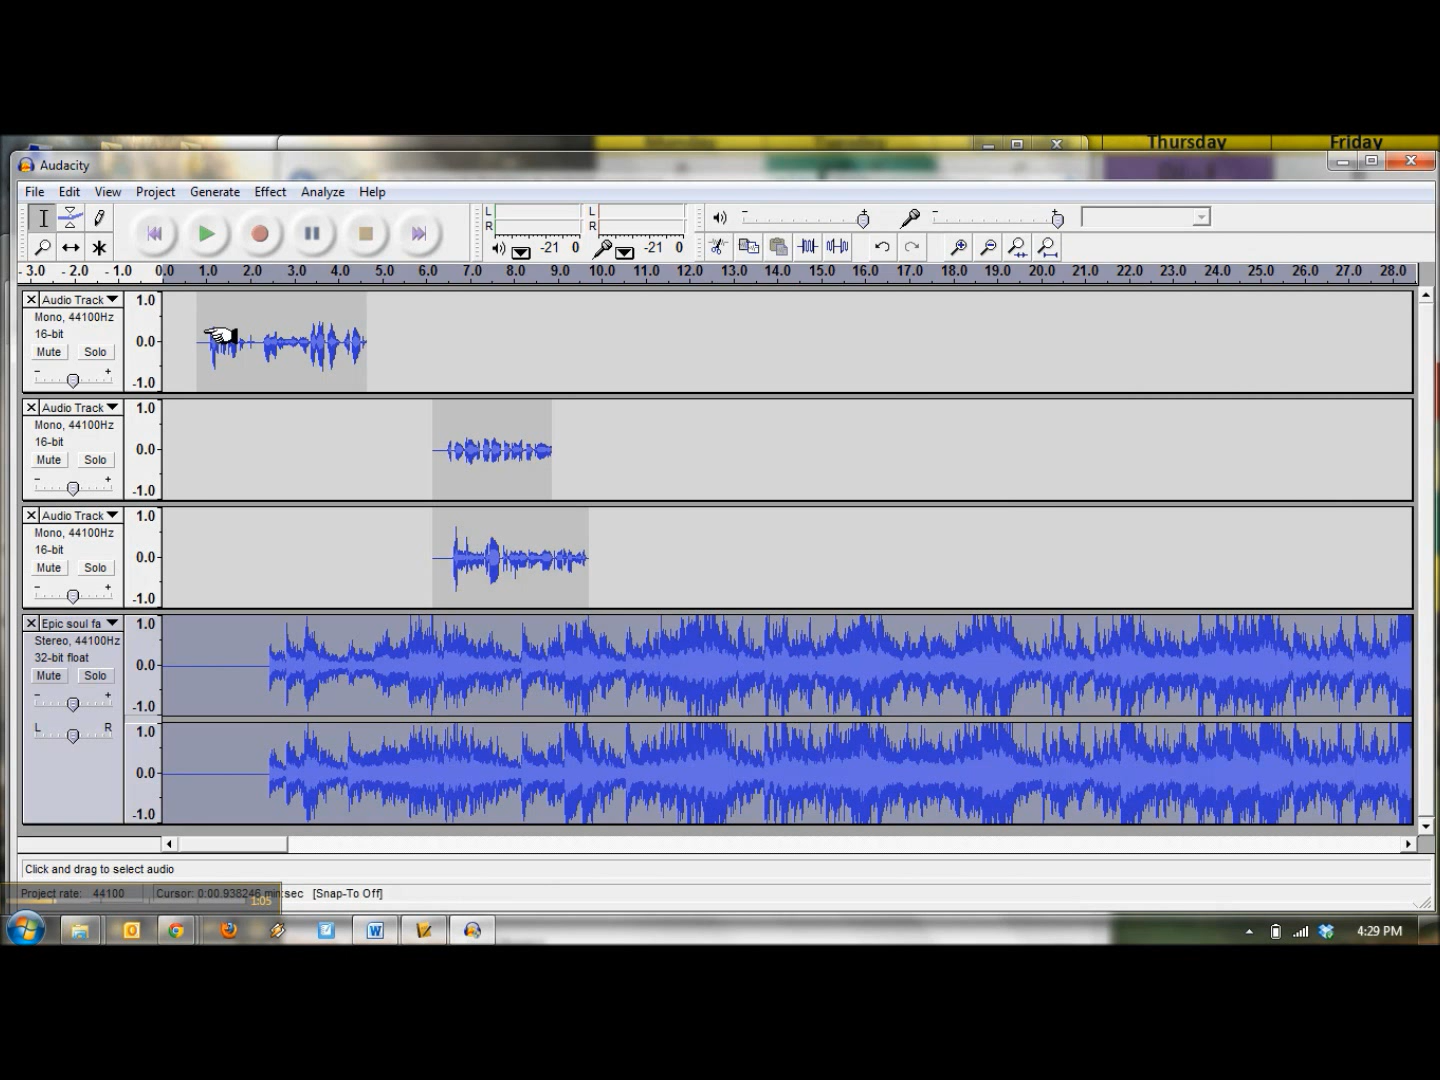 Monday Tuesday Thursday Friday
Audacity
File Edit View Project Generate Effect Analyze Help
L R -21 0 L R -21 0
- 3.0 - 2.0 - 1.0 0.0 1.0 2.0 3.0 4.0 5.0 6.0 7.0 8.0 9.0 10.0 11.0 12.0 13.0 14.0 15.0 16.0 17.0 18.0 19.0 20.0 21.0 22.0 23.0 24.0 25.0 26.0 27.0 28.0
X Audio Track 1.0
Mono, 44100Hz
16-bit 0.0
Mute Solo
- + -1.0
X Audio Track 1.0
Mono, 44100Hz
16-bit 0.0
Mute Solo
- + -1.0
X Audio Track 1.0
Mono, 44100Hz
16-bit 0.0
Mute Solo
- + -1.0
X Epic soul fa 1.0
Stereo, 44100Hz
32-bit float 0.0
Mute Solo
- + -1.0
L R 1.0
0.0
-1.0
Click and drag to select audio
Project rate: 44100 Cursor: 0:00.938246 min:sec [Snap-To Off]
1:05
4:29 PM